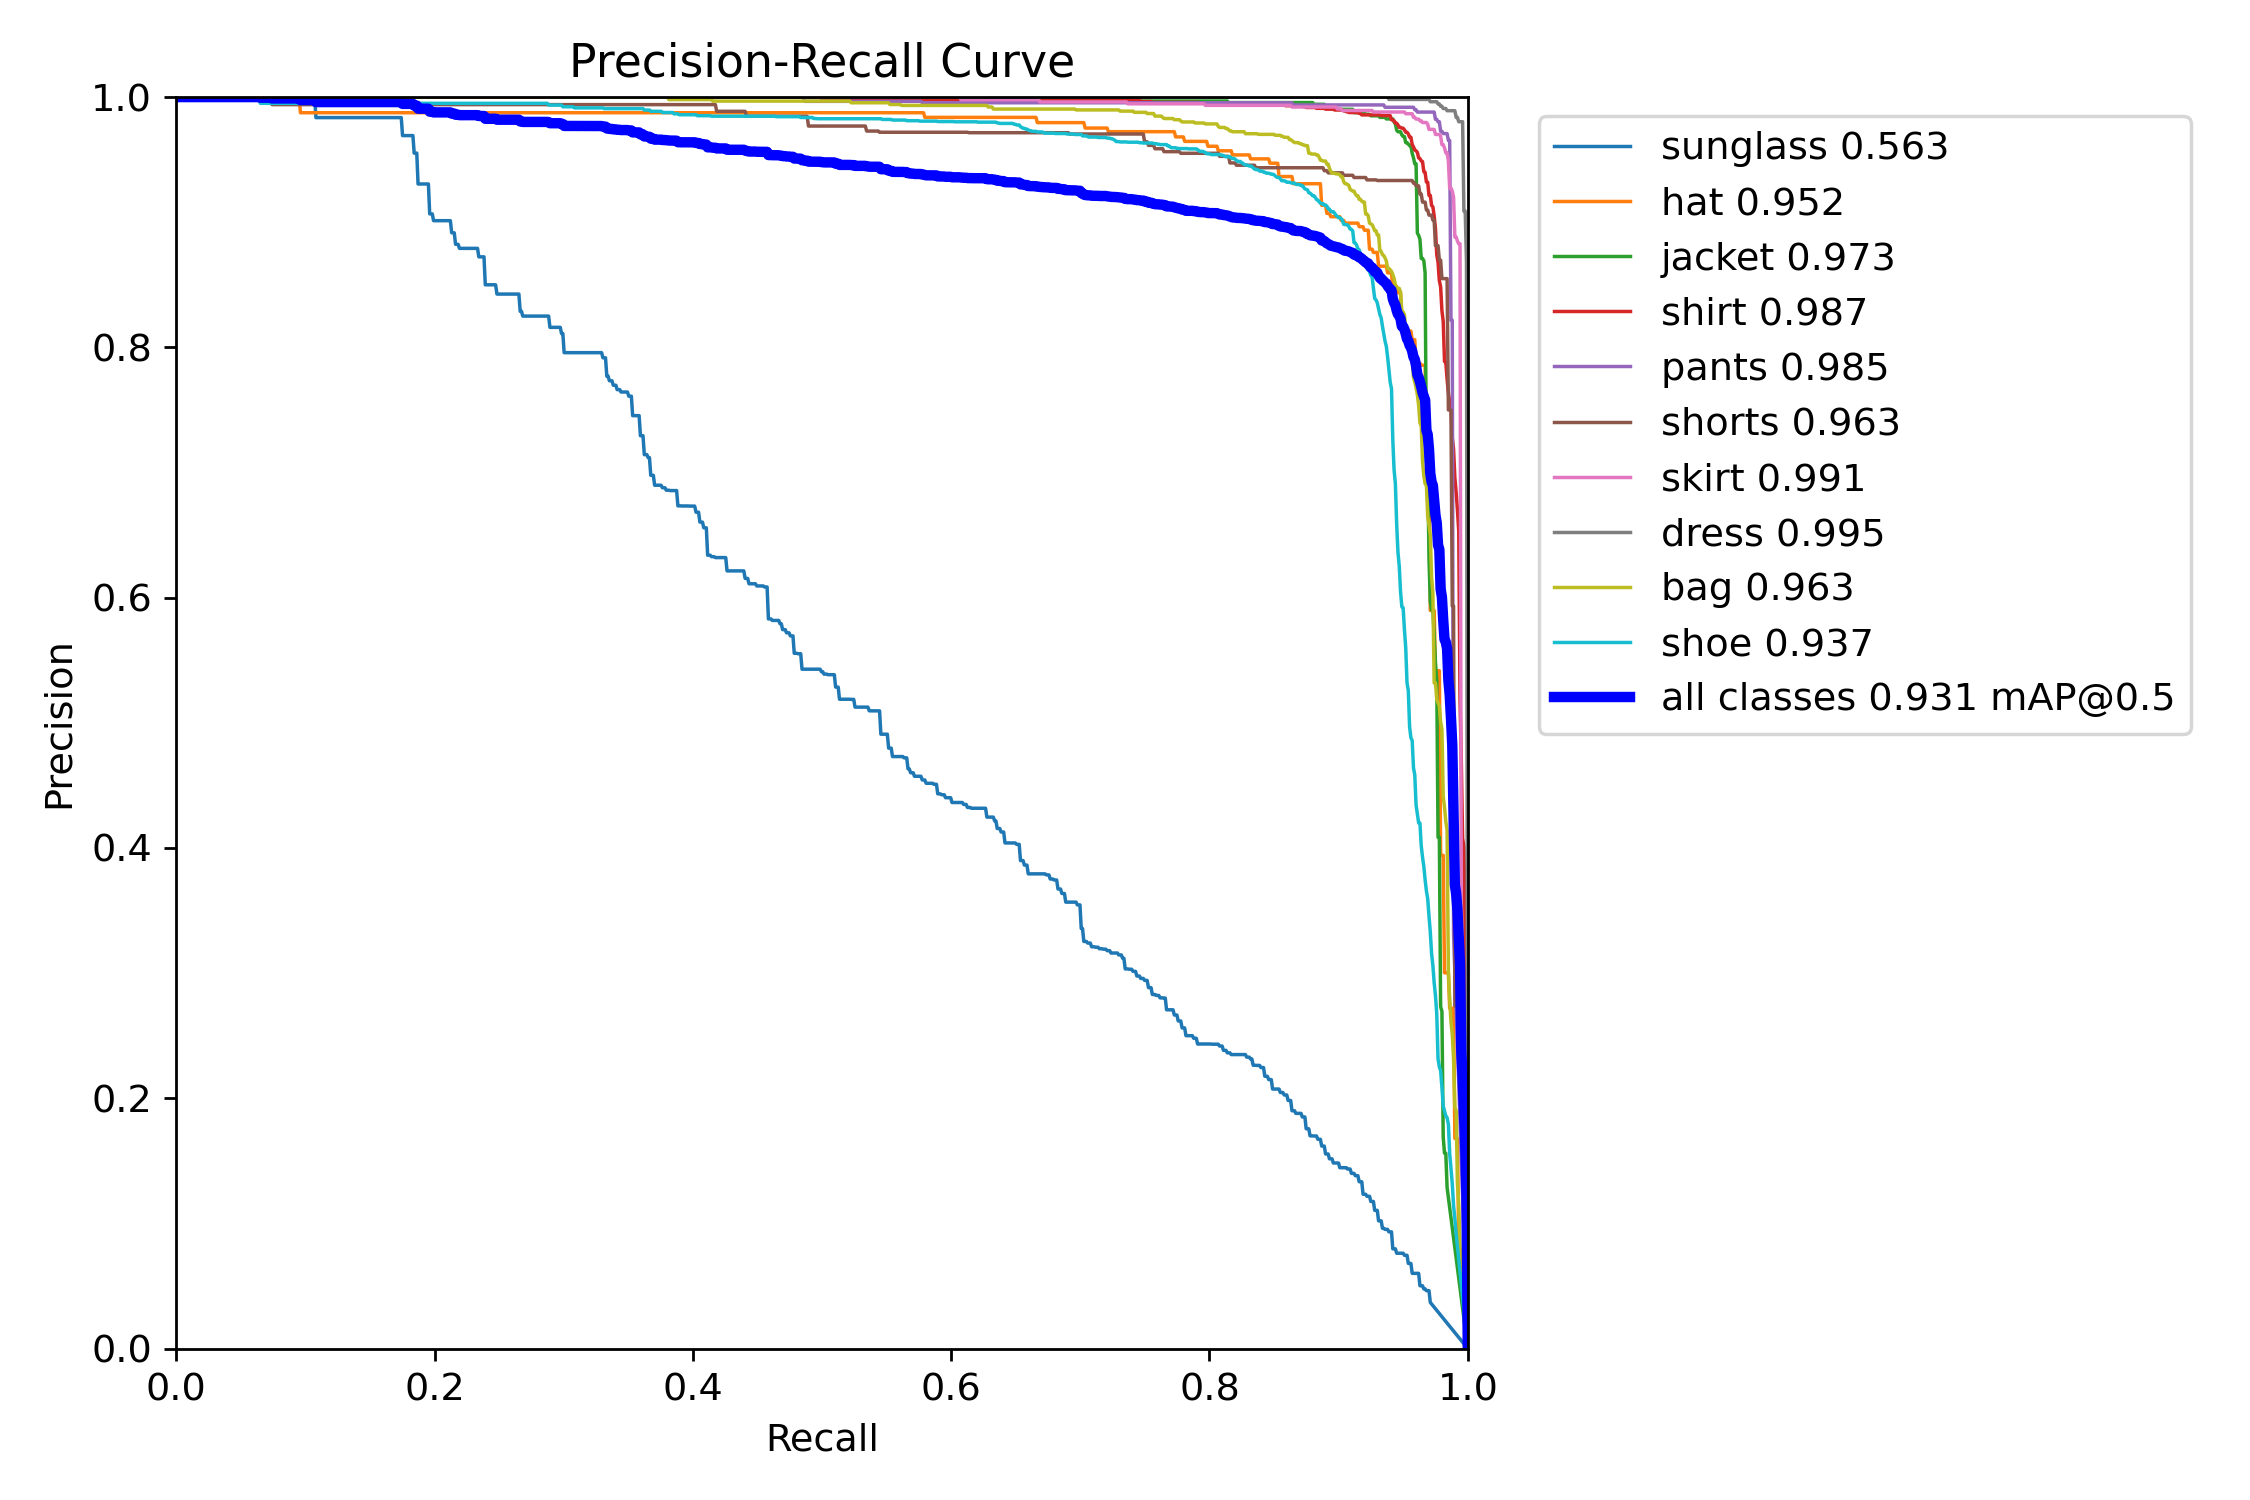 Precision-Recall Curve
1.0
0.8
0.6
0.4
0.2
0.0
Precision
0.0 0.2 0.4 0.6 0.8 1.0
Recall
sunglass 0.563
hat 0.952
jacket 0.973
shirt 0.987
pants 0.985
shorts 0.963
skirt 0.991
dress 0.995
bag 0.963
shoe 0.937
all classes 0.931 mAP@0.5